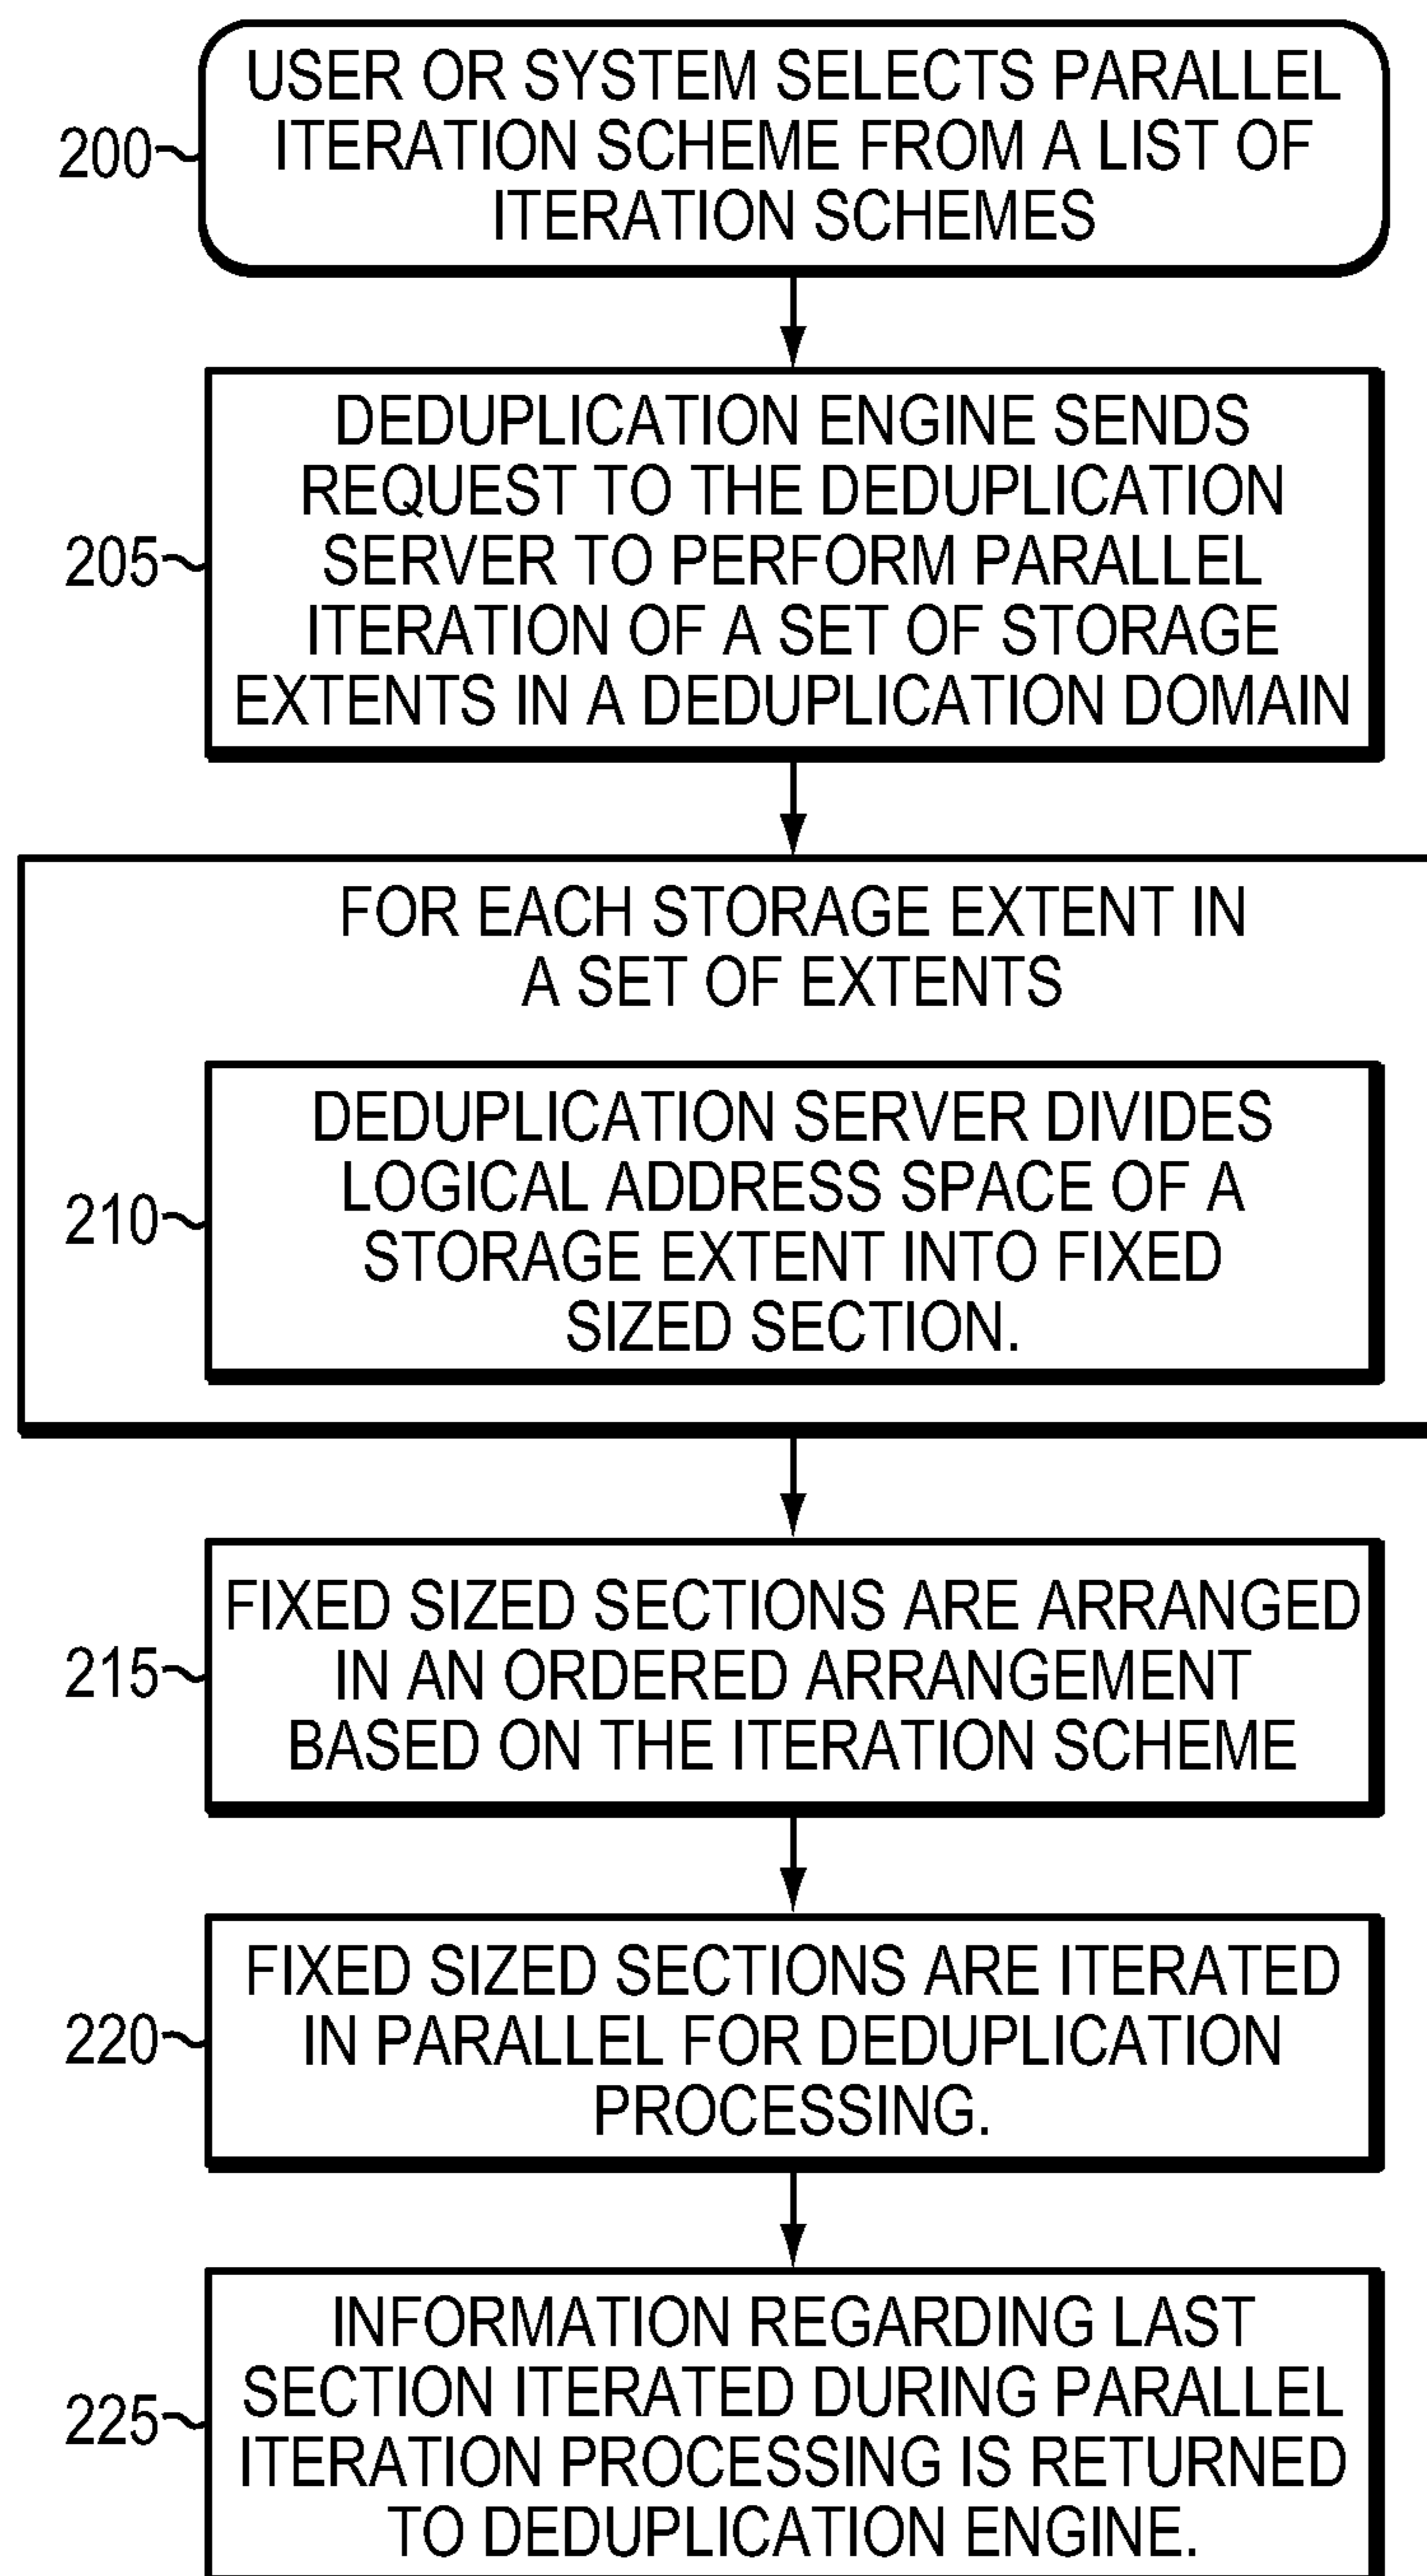 USER OR SYSTEM SELECTS PARALLEL
200 ITERATION SCHEME FROM A LIST OF
ITERATION SCHEMES
DEDUPLICATION ENGINE SENDS
REQUEST TO THE DEDUPLICATION
205 SERVER TO PERFORM PARALLEL
ITERATION OF A SET OF STORAGE
EXTENTS IN A DEDUPLICATION DOMAIN
FOR EACH STORAGE EXTENT IN
A SET OF EXTENTS
DEDUPLICATION SERVER DIVIDES
LOGICAL ADDRESS SPACE OF A
210 STORAGE EXTENT INTO FIXED
SIZED SECTION.
FIXED SIZED SECTIONS ARE ARRANGED
215 IN AN ORDERED ARRANGEMENT
BASED ON THE ITERATION SCHEME
FIXED SIZED SECTIONS ARE ITERATED
220 IN PARALLEL FOR DEDUPLICATION
PROCESSING.
INFORMATION REGARDING LAST
225 SECTION ITERATED DURING PARALLEL
ITERATION PROCESSING IS RETURNED
TO DEDUPLICATION ENGINE.